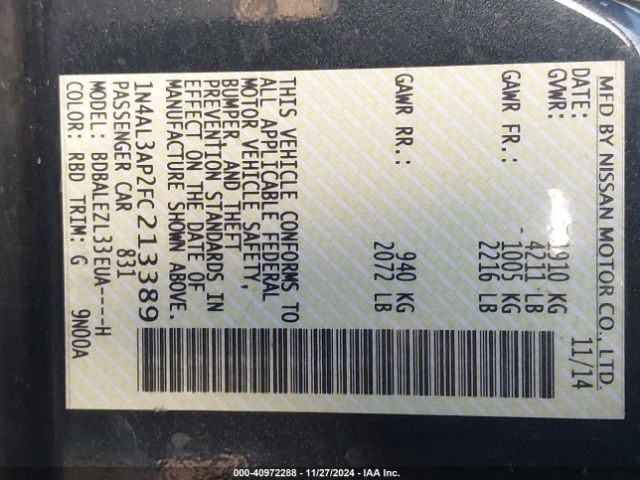 MFD BY NISSAN MOTOR CO., LTD.
DATE: 11/14
GVWR: 1910 KG
4211 LB
GAWR FR.: 1005 KG
2216 LB
GAWR RR.: 940 KG
2072 LB
THIS VEHICLE CONFORMS TO
ALL APPLICABLE FEDERAL
MOTOR VEHICLE SAFETY,
BUMPER, AND THEFT
PREVENTION STANDARDS IN
EFFECT ON THE DATE OF
MANUFACTURE SHOWN ABOVE.
1N4AL3AP2FC213389
PASSENGER CAR 831
MODEL: BDBALEZL33EUA----H
COLOR: RBD TRIM: G 9N00A
000-40972288 - 11/27/2024 - IAA Inc.